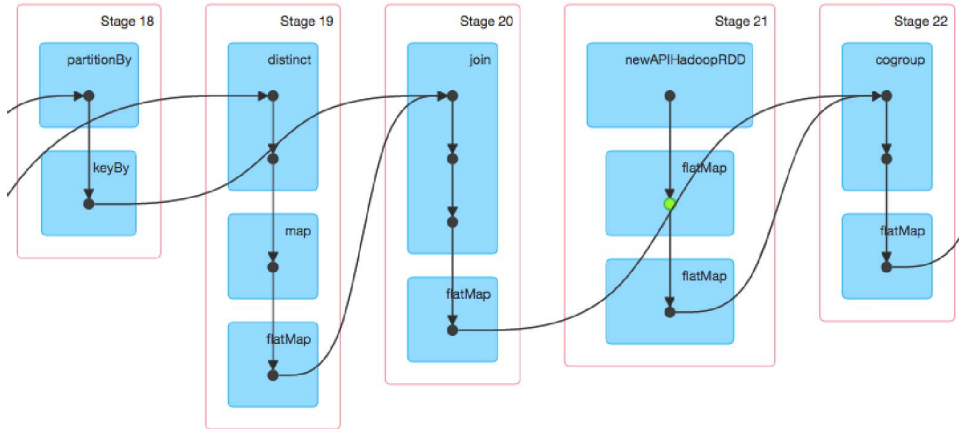 Stage 18
partitionBy
keyBy
Stage 19
distinct
map
flatMap
Stage 20
join
flatMap
Stage 21
newAPIHadoopRDD
flatMap
flatMap
Stage 22
cogroup
flatMap